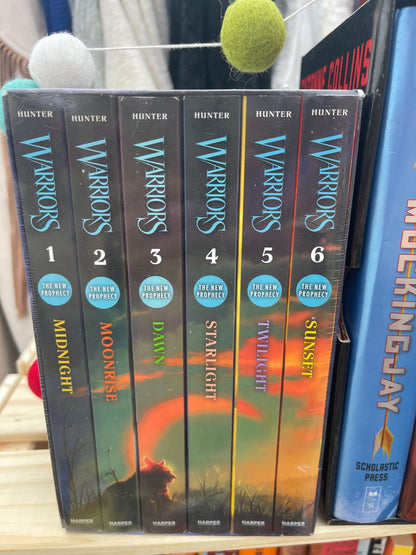 HUNTER
WARRIORS
1
THE NEW
PROPHECY
MIDNIGHT
HARPER
HUNTER
WARRIORS
2
THE NEW
PROPHECY
MOONRISE
HARPER
HUNTER
WARRIORS
3
THE NEW
PROPHECY
DAWN
HARPER
HUNTER
WARRIORS
4
THE NEW
PROPHECY
STARLIGHT
HARPER
HUNTER
WARRIORS
5
THE NEW
PROPHECY
TWILIGHT
HARPER
HUNTER
WARRIORS
6
THE NEW
PROPHECY
SUNSET
HARPER
COLLINS
MOCKINGJAY
SCHOLASTIC
PRESS
S